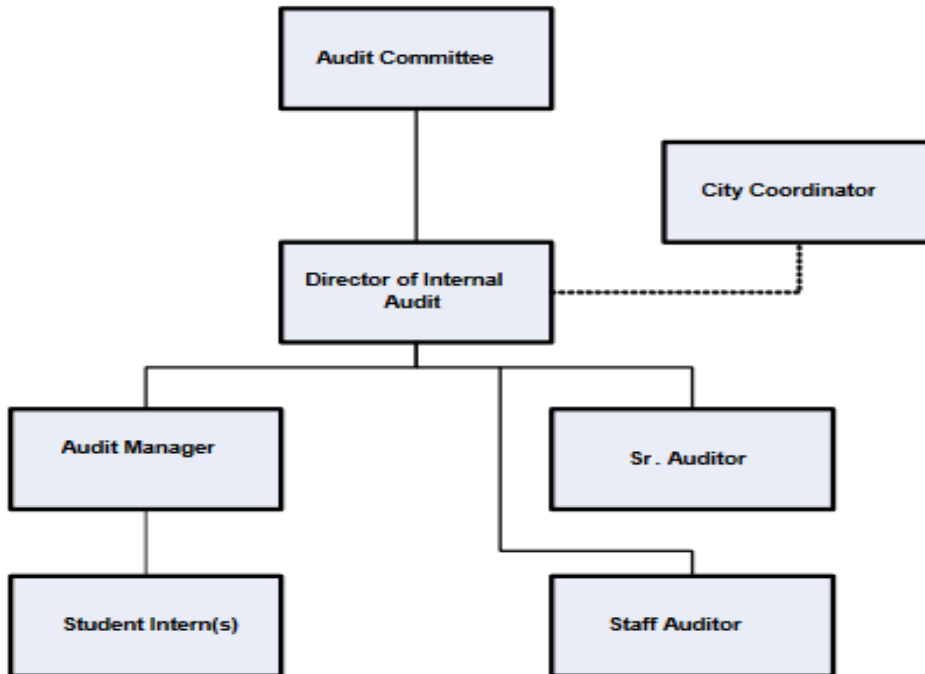 Audit Committee
City Coordinator
Director of Internal
Audit
Audit Manager
Sr. Auditor
Student Intern(s)
Staff Auditor